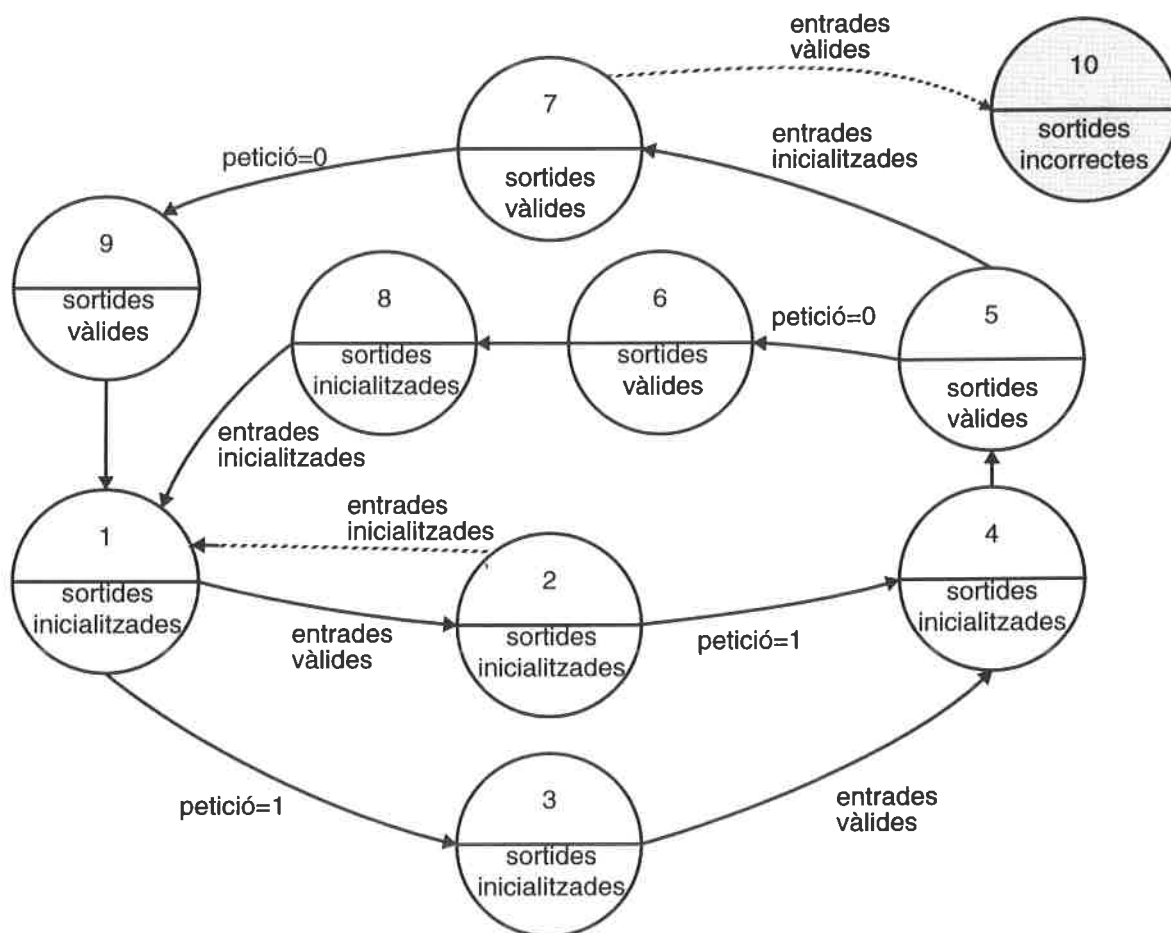 entrades
vàlides
10
sortides
incorrectes
7
sortides
vàlides
entrades
inicialitzades
petició=0
9
sortides
vàlides
8
sortides
inicialitzades
6
sortides
vàlides
petició=0
5
sortides
vàlides
entrades
inicialitzades
entrades
inicialitzades
1
sortides
inicialitzades
2
sortides
inicialitzades
4
sortides
inicialitzades
entrades
vàlides
petició=1
petició=1
3
sortides
inicialitzades
entrades
vàlides